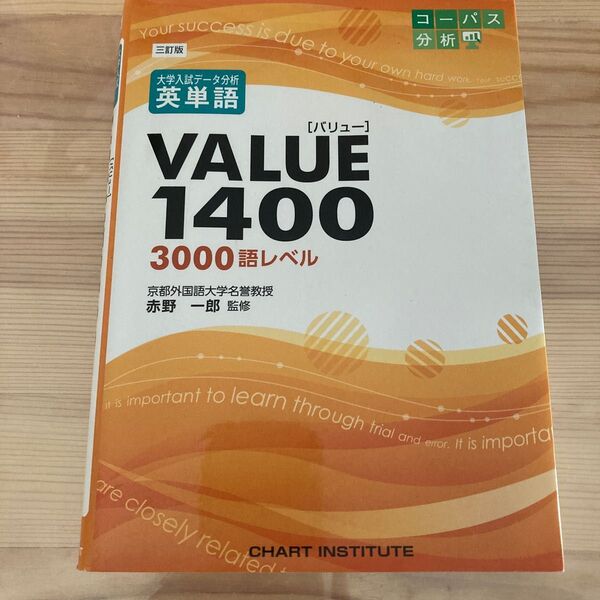 Your success is due to your own hard work. Your succes
コーパス
分析
三訂版
大学入試データ分析
英単語
[バリュー]
VALUE
1400
3000語レベル
京都外国語大学名誉教授
赤野 一郎 監修
It is important to learn through trial and error. It is importa
are closely related to
CHART INSTITUTE